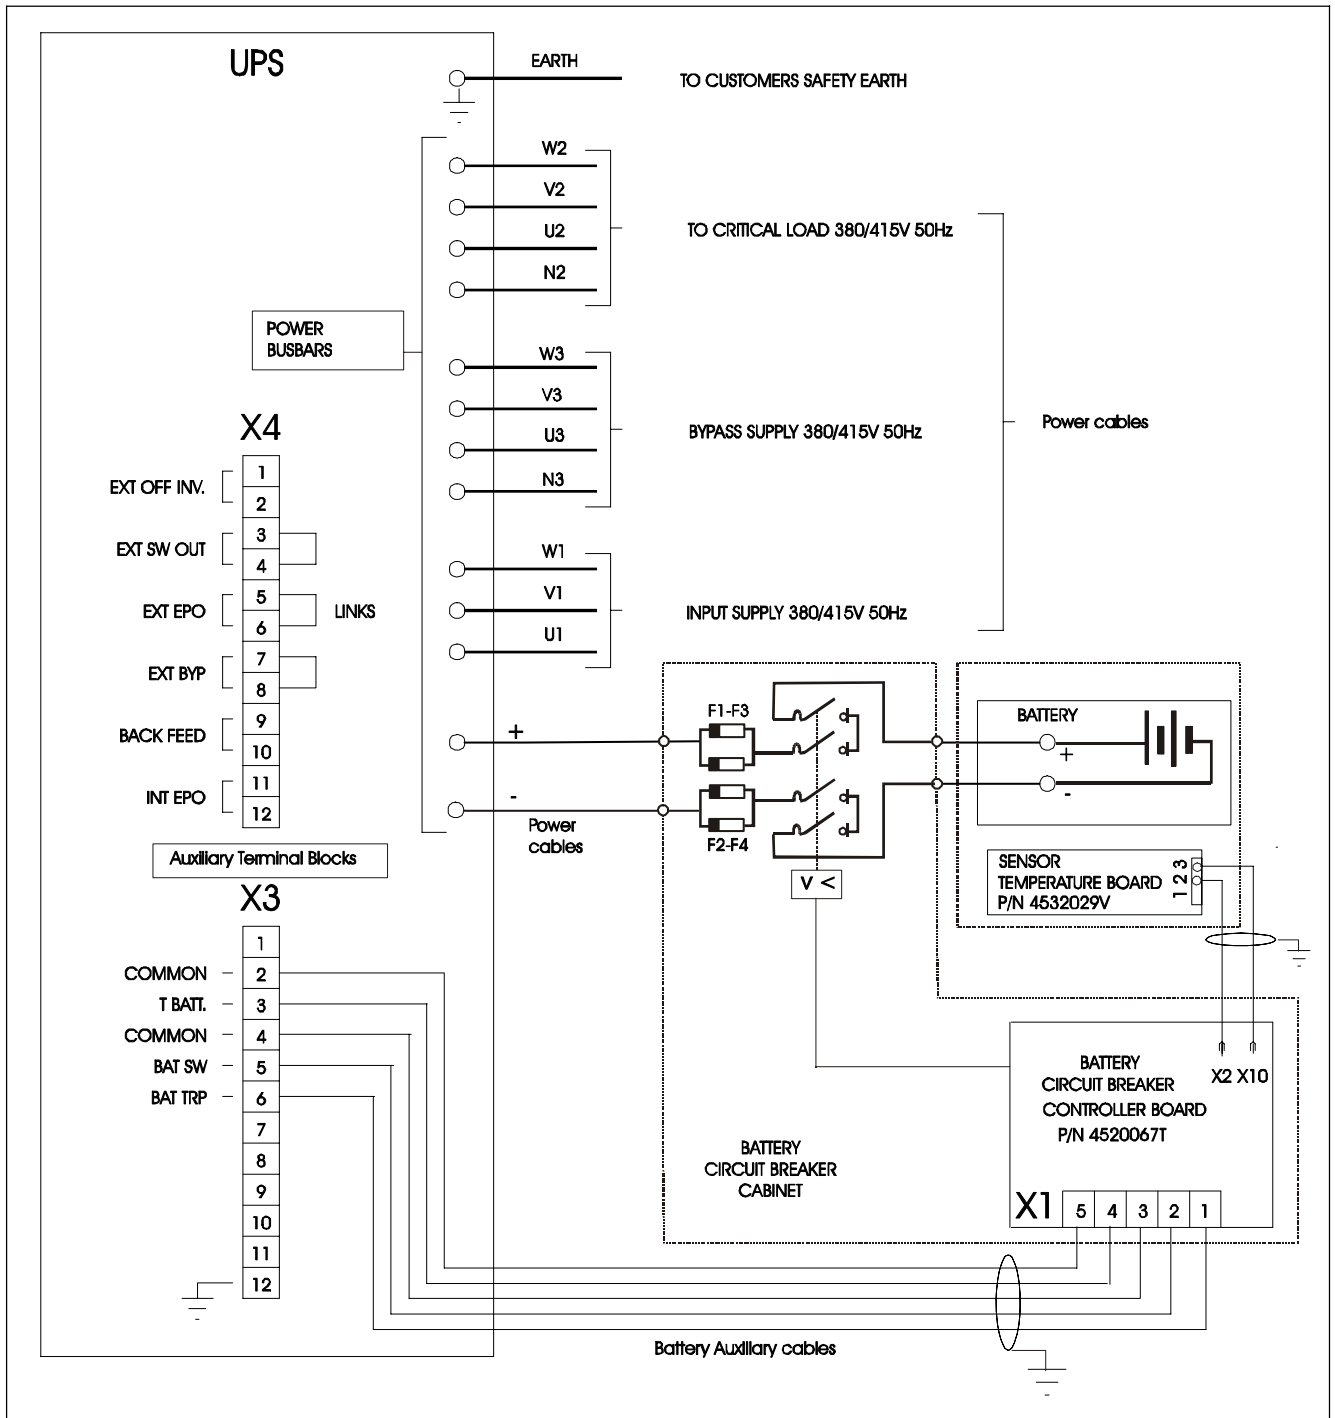 UPS
EARTH
TO CUSTOMERS SAFETY EARTH
W2
V2
U2
N2
TO CRITICAL LOAD 380/415V 50Hz
POWER
BUSBARS
W3
V3
U3
N3
BYPASS SUPPLY 380/415V 50Hz
Power cables
W1
V1
U1
INPUT SUPPLY 380/415V 50Hz
X4
EXT OFF INV.
1
2
EXT SW OUT
3
4
EXT EPO
5
6
LINKS
EXT BYP
7
8
BACK FEED
9
10
INT EPO
11
12
+
-
Power
cables
F1-F3
F2-F4
V <
BATTERY
+
-
SENSOR
TEMPERATURE BOARD
P/N 4532029V
1 2 3
Auxiliary Terminal Blocks
X3
1
COMMON - 2
T BATT. - 3
COMMON - 4
BAT SW - 5
BAT TRP - 6
7
8
9
10
11
12
BATTERY
CIRCUIT BREAKER
CABINET
X2 X10
BATTERY
CIRCUIT BREAKER
CONTROLLER BOARD
P/N 4520067T
X1 5 4 3 2 1
Battery Auxiliary cables